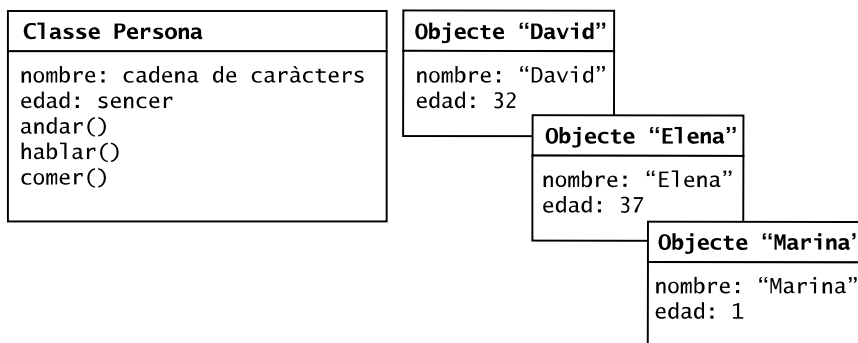 Classe Persona
nombre: cadena de caràcters
edad: sencer
andar()
hablar()
comer()
Objecte “David”
nombre: “David”
edad: 32
Objecte “Elena”
nombre: “Elena”
edad: 37
Objecte “Marina”
nombre: “Marina”
edad: 1